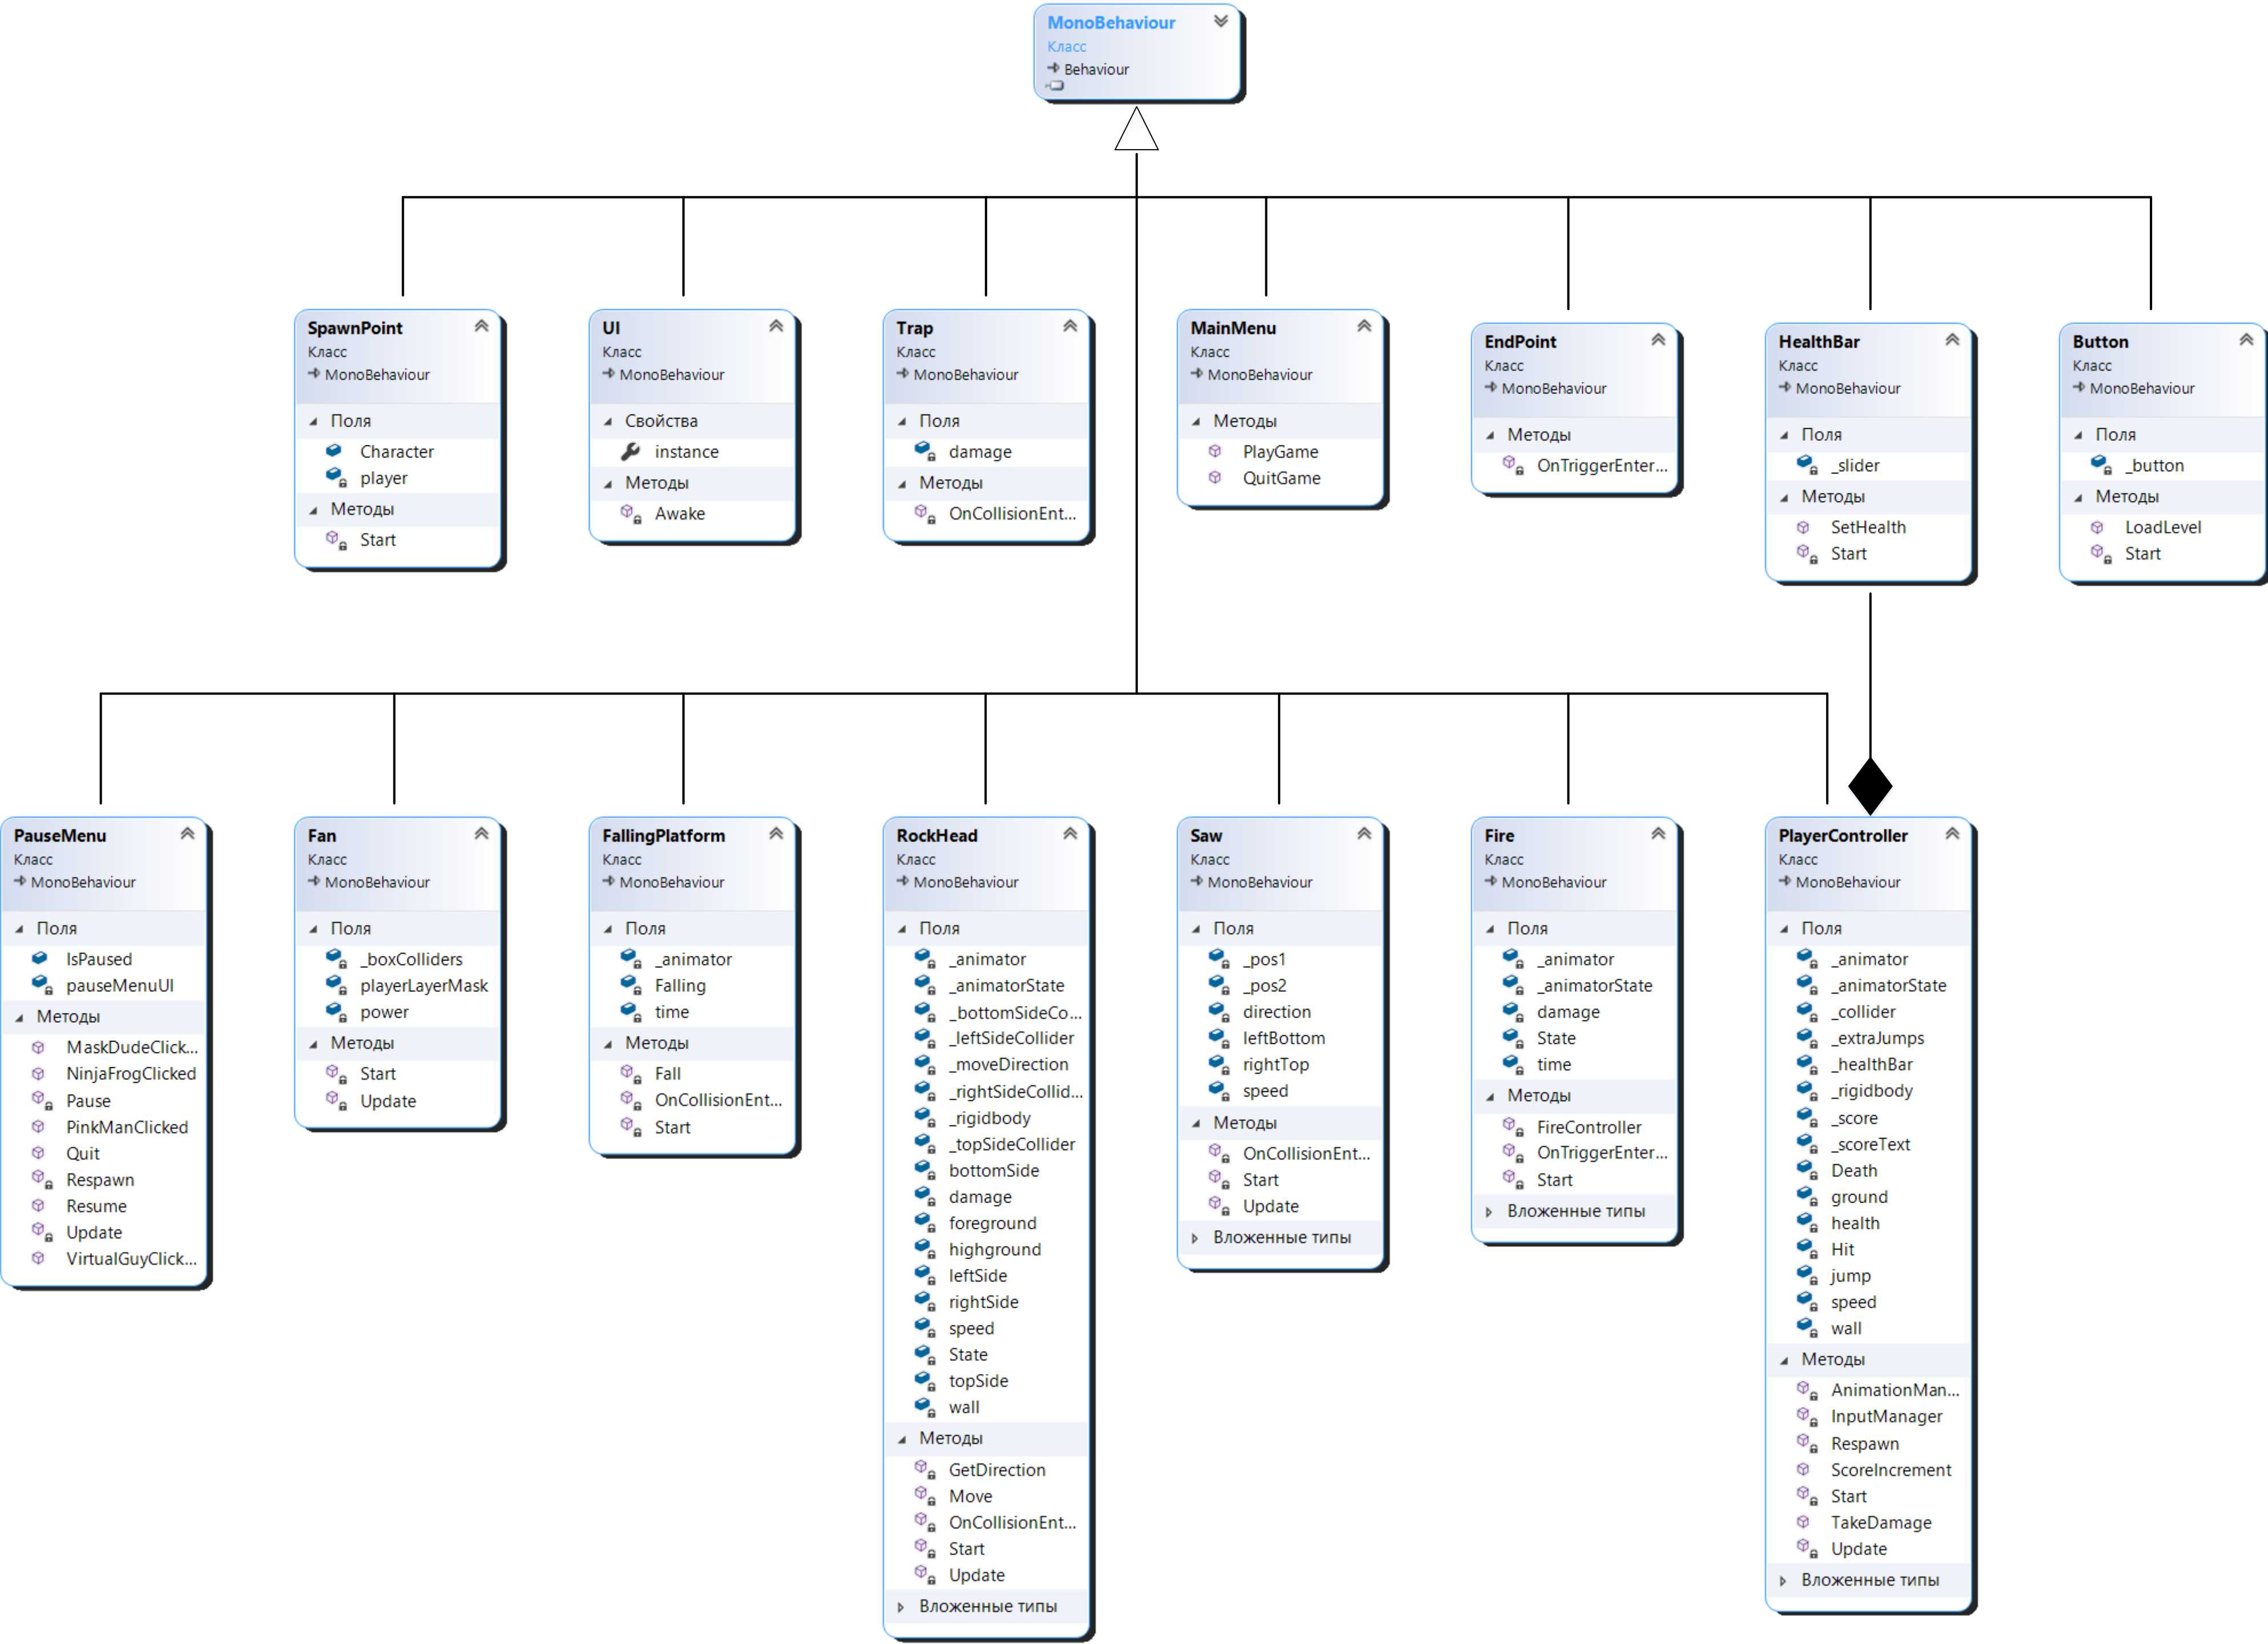 MonoBehaviour
Класс
Behaviour
SpawnPoint
Класс
MonoBehaviour
Поля
Character
player
Методы
Start
UI
Класс
MonoBehaviour
Свойства
instance
Методы
Awake
Trap
Класс
MonoBehaviour
Поля
damage
Методы
OnCollisionEnt...
MainMenu
Класс
MonoBehaviour
Методы
PlayGame
QuitGame
EndPoint
Класс
MonoBehaviour
Методы
OnTriggerEnter...
HealthBar
Класс
MonoBehaviour
Поля
_slider
Методы
SetHealth
Start
Button
Класс
MonoBehaviour
Поля
_button
Методы
LoadLevel
Start
PauseMenu
Класс
MonoBehaviour
Поля
IsPaused
pauseMenuUI
Методы
MaskDudeClick...
NinjaFrogClicked
Pause
PinkManClicked
Quit
Respawn
Resume
Update
VirtualGuyClick...
Fan
Класс
MonoBehaviour
Поля
_boxColliders
playerLayerMask
power
Методы
Start
Update
FallingPlatform
Класс
MonoBehaviour
Поля
_animator
Falling
time
Методы
Fall
OnCollisionEnt...
Start
RockHead
Класс
MonoBehaviour
Поля
_animator
_animatorState
_bottomSideCo...
_leftSideCollider
_moveDirection
_rightSideCollid...
_rigidbody
_topSideCollider
bottomSide
damage
foreground
highground
leftSide
rightSide
speed
State
topSide
wall
Методы
GetDirection
Move
OnCollisionEnt...
Start
Update
Вложенные типы
Saw
Класс
MonoBehaviour
Поля
_pos1
_pos2
direction
leftBottom
rightTop
speed
Методы
OnCollisionEnt...
Start
Update
Вложенные типы
Fire
Класс
MonoBehaviour
Поля
_animator
_animatorState
damage
State
time
Методы
FireController
OnTriggerEnter...
Start
Вложенные типы
PlayerController
Класс
MonoBehaviour
Поля
_animator
_animatorState
_collider
_extraJumps
_healthBar
_rigidbody
_score
_scoreText
Death
ground
health
Hit
jump
speed
wall
Методы
AnimationMan...
InputManager
Respawn
ScoreIncrement
Start
TakeDamage
Update
Вложенные типы